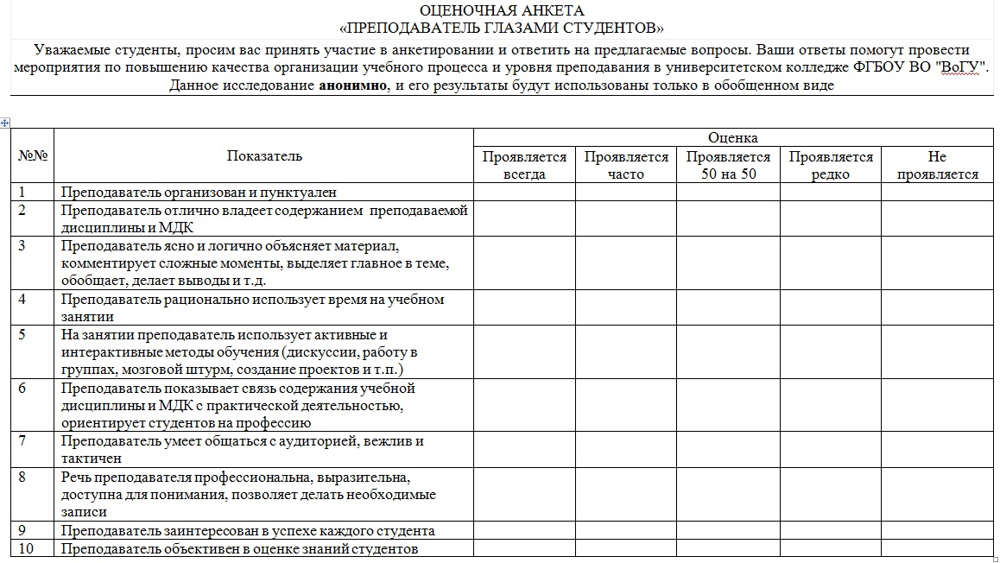 ОЦЕНОЧНАЯ АНКЕТА
«ПРЕПОДАВАТЕЛЬ ГЛАЗАМИ СТУДЕНТОВ»
Уважаемые студенты, просим вас принять участие в анкетировании и ответить на предлагаемые вопросы. Ваши ответы помогут провести
мероприятия по повышению качества организации учебного процесса и уровня преподавания в университетском колледже ФГБОУ ВО "ВоГУ".
Данное исследование анонимно, и его результаты будут использованы только в обобщенном виде
№№
Показатель
Оценка
Проявляется
всегда
Проявляется
часто
Проявляется
50 на 50
Проявляется
редко
Не
проявляется
1 Преподаватель организован и пунктуален
2 Преподаватель отлично владеет содержанием преподаваемой
дисциплины и МДК
3 Преподаватель ясно и логично объясняет материал,
комментирует сложные моменты, выделяет главное в теме,
обобщает, делает выводы и т.д.
4 Преподаватель рационально использует время на учебном
занятии
5 На занятии преподаватель использует активные и
интерактивные методы обучения (дискуссии, работу в
группах, мозговой штурм, создание проектов и т.п.)
6 Преподаватель показывает связь содержания учебной
дисциплины и МДК с практической деятельностью,
ориентирует студентов на профессию
7 Преподаватель умеет общаться с аудиторией, вежлив и
тактичен
8 Речь преподавателя профессиональна, выразительна,
доступна для понимания, позволяет делать необходимые
записи
9 Преподаватель заинтересован в успехе каждого студента
10 Преподаватель объективен в оценке знаний студентов